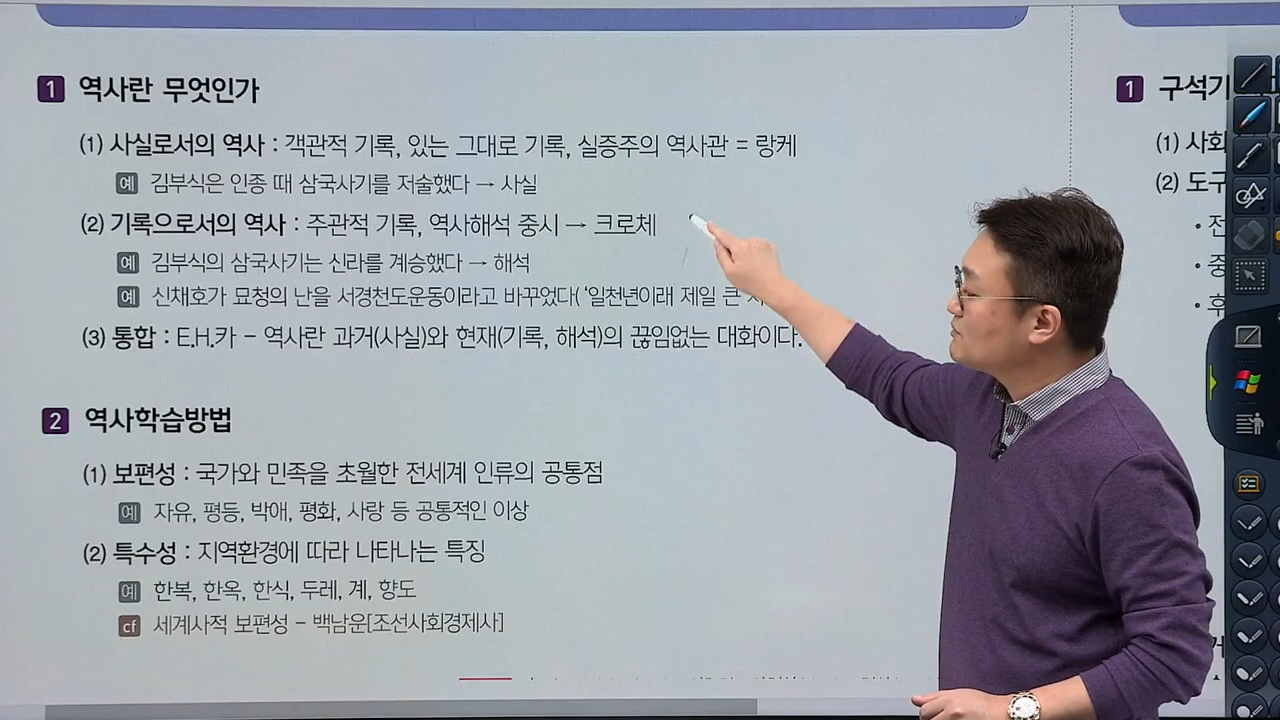 1 역사란 무엇인가
(1) 사실로서의 역사 : 객관적 기록, 있는 그대로 기록, 실증주의 역사관 = 랑케
예 김부식은 인종 때 삼국사기를 저술했다 → 사실
(2) 기록으로서의 역사 : 주관적 기록, 역사해석 중시 → 크로체
예 김부식의 삼국사기는 신라를 계승했다 → 해석
예 신채호가 묘청의 난을 서경천도운동이라고 바꾸었다( ‘일천년이래 제일 큰
(3) 통합 : E.H.카 – 역사란 과거(사실)와 현재(기록, 해석)의 끊임없는 대화이다.
2 역사학습방법
(1) 보편성 : 국가와 민족을 초월한 전세계 인류의 공통점
예 자유, 평등, 박애, 평화, 사랑 등 공통적인 이상
(2) 특수성 : 지역환경에 따라 나타나는 특징
예 한복, 한옥, 한식, 두레, 계, 향도
cf 세계사적 보편성 – 백남운[조선사회경제사]
1 구석기
(1) 사회
(2) 도구
• 전
• 중
• 후